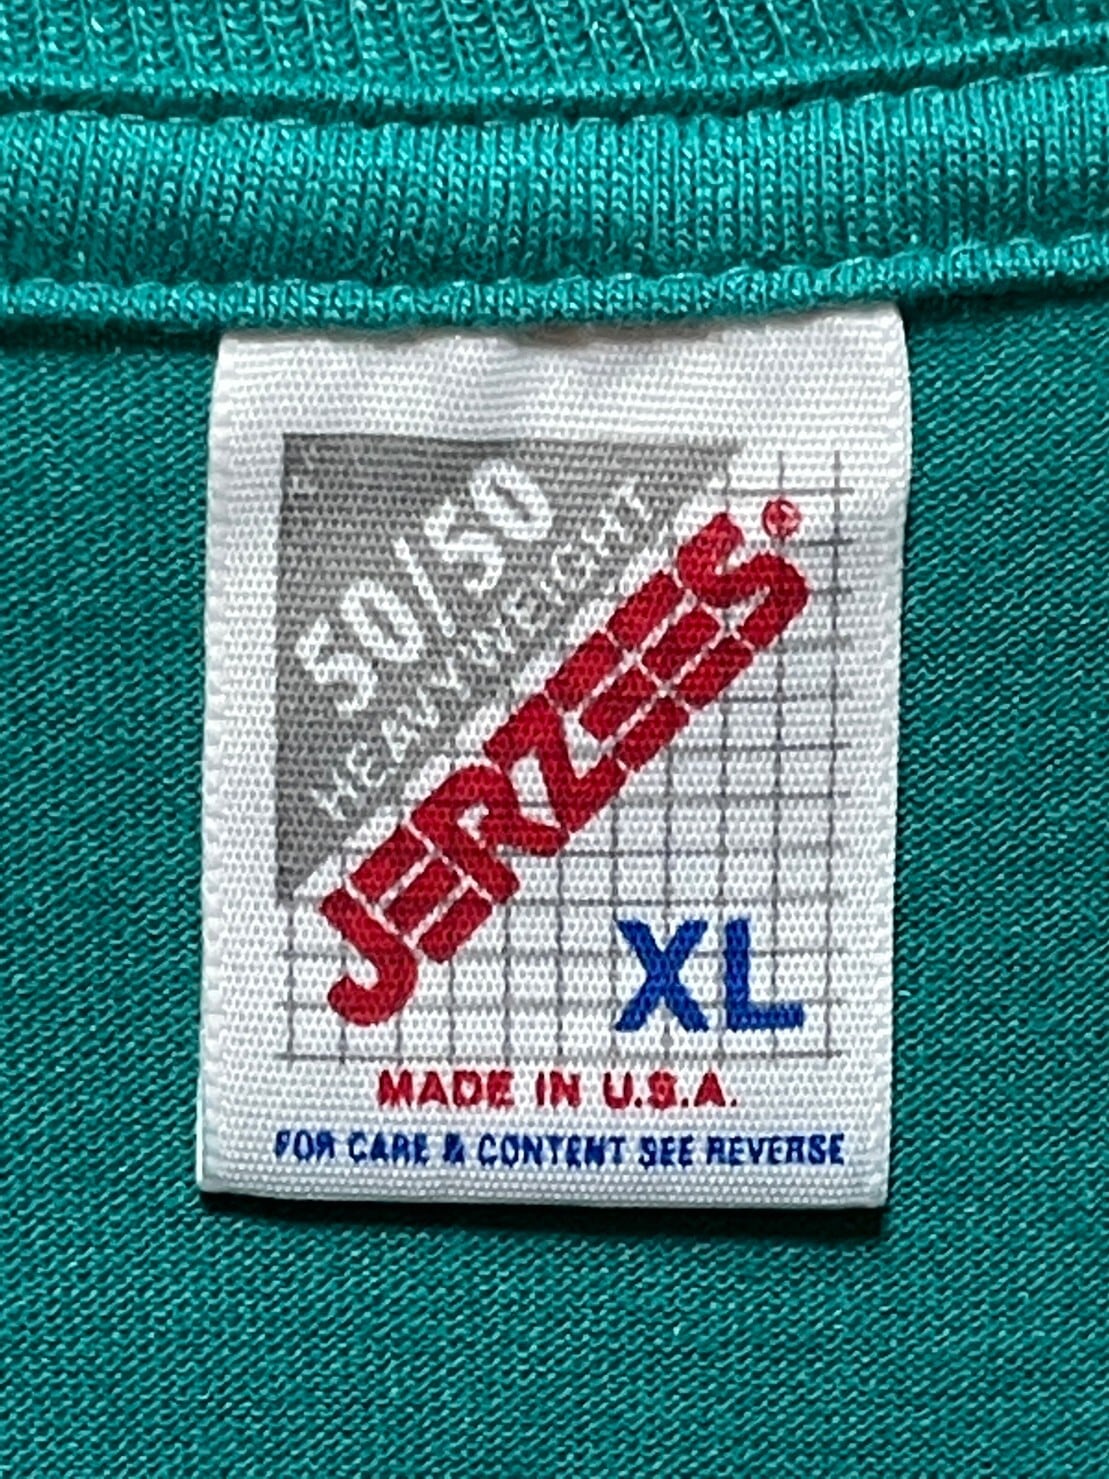 50/50
HEAVYWEIGHT
JERZEES®
XL
MADE IN U.S.A.
FOR CARE & CONTENT SEE REVERSE